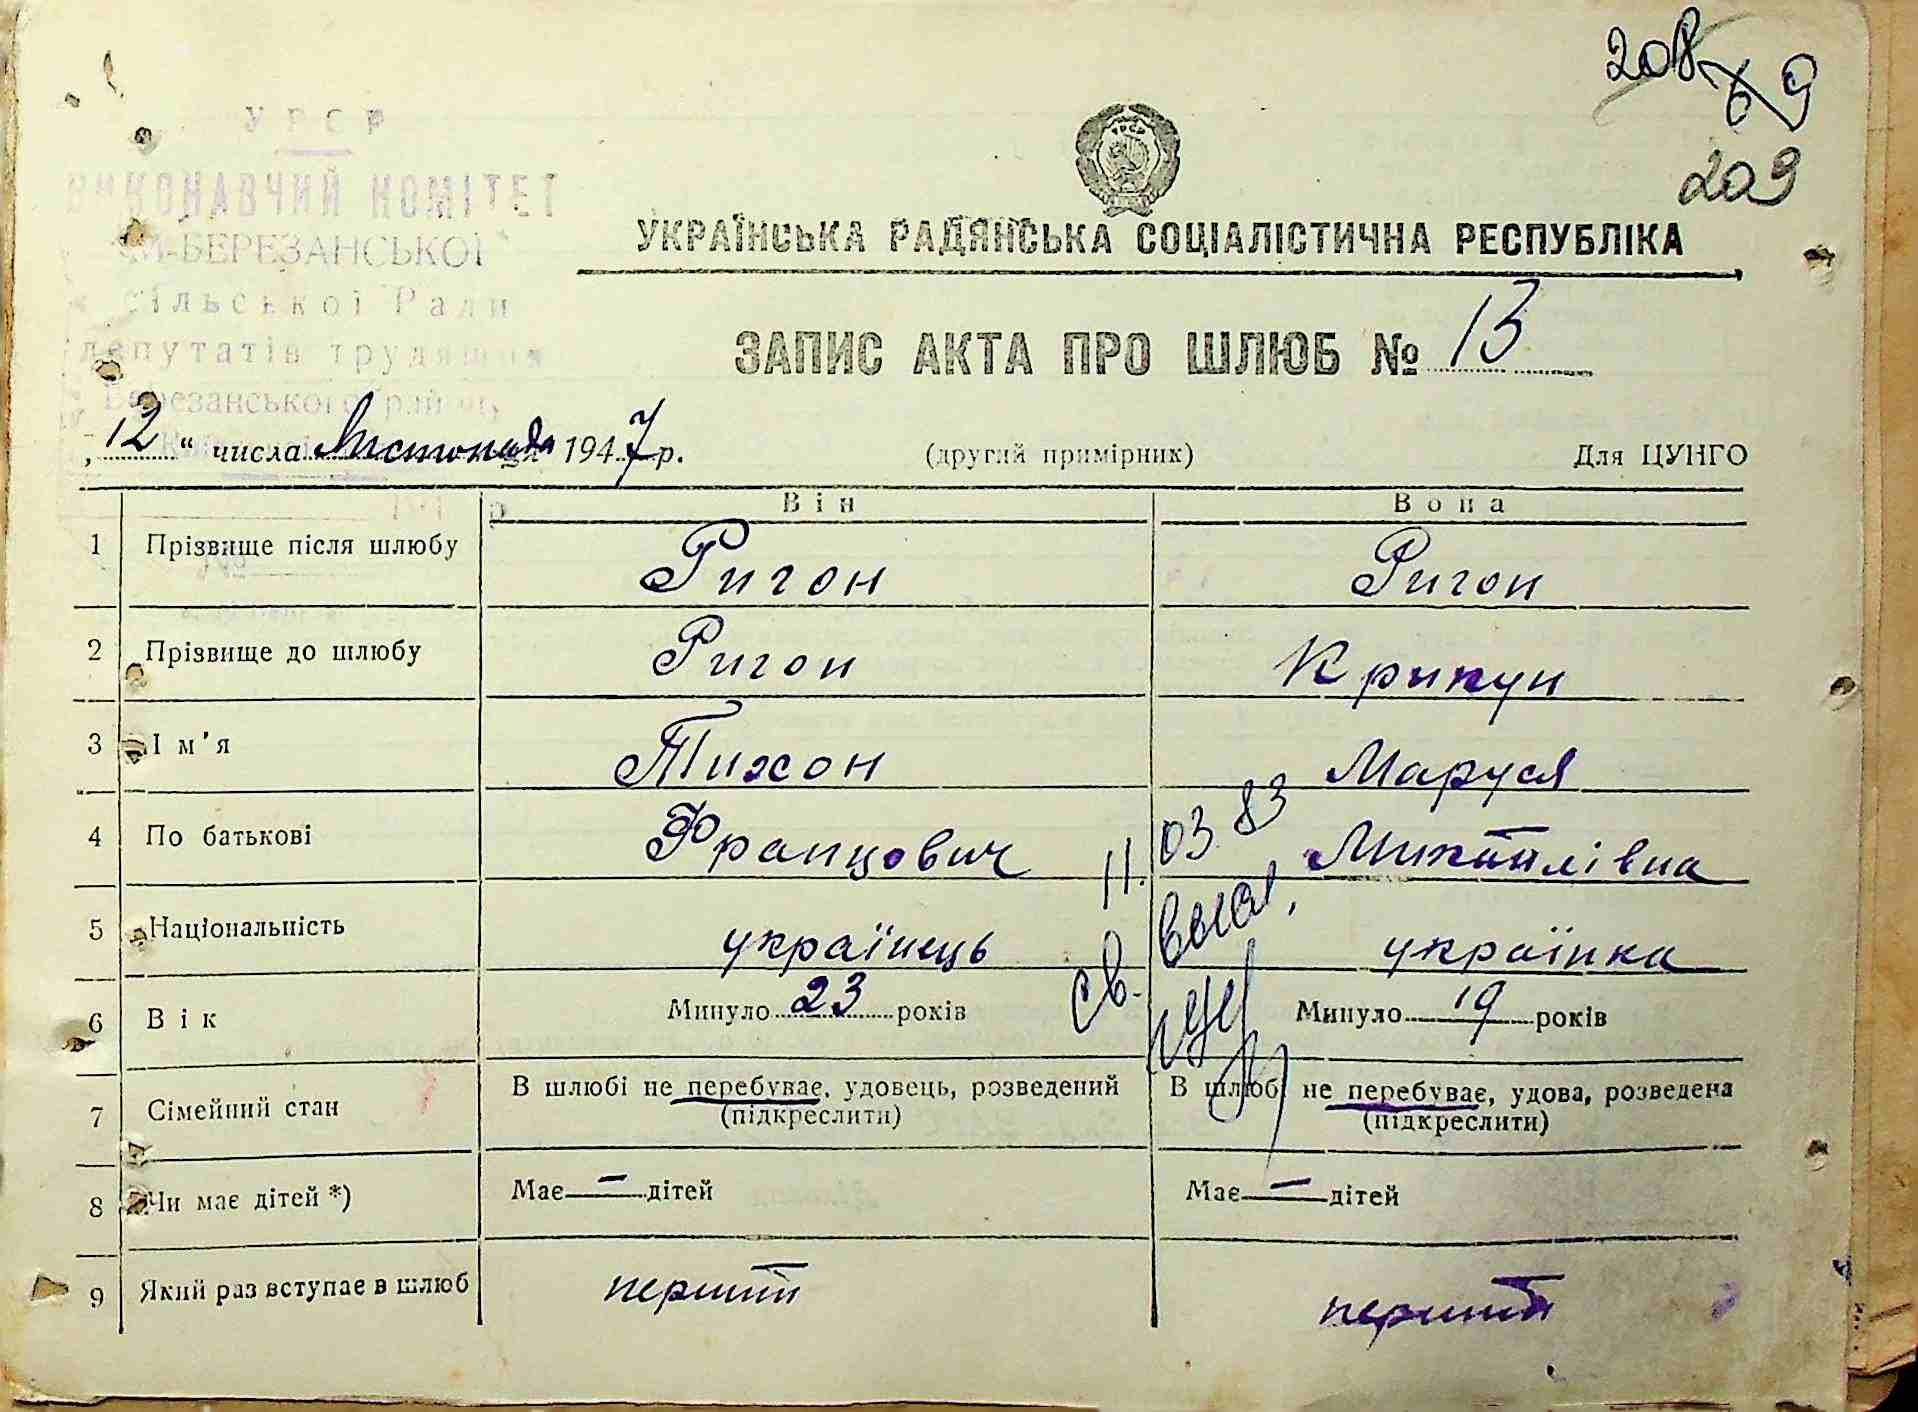 208
69
209
УРСР
ВИКОНАВЧИЙ КОМІТЕТ
-БЕРЕЗАНСЬКОЇ
сільської Ради
депутатів трудящих
Березанського району
УКРАЇНСЬКА РАДЯНСЬКА СОЦІАЛІСТИЧНА РЕСПУБЛІКА
ЗАПИС АКТА ПРО ШЛЮБ № 13
„12“ числа Листопада 1947 р. (другий примірник) Для ЦУНГО
Він Вона
1 Прізвище після шлюбу Ригон Ригон
2 Прізвище до шлюбу Ригон Крикун
3 Ім'я Тихон Маруся
4 По батькові Францович Михайлівна
11.03 83
5 Національність українець українка
св. выс.
6 Вік Минуло 23 років Минуло 19 років
7 Сімейний стан В шлюбі не перебуває, удовець, розведений В шлюбі не перебуває, удова, розведена
(підкреслити) (підкреслити)
8 Чи має дітей *) Має — дітей Має — дітей
9 Який раз вступає в шлюб перший перший